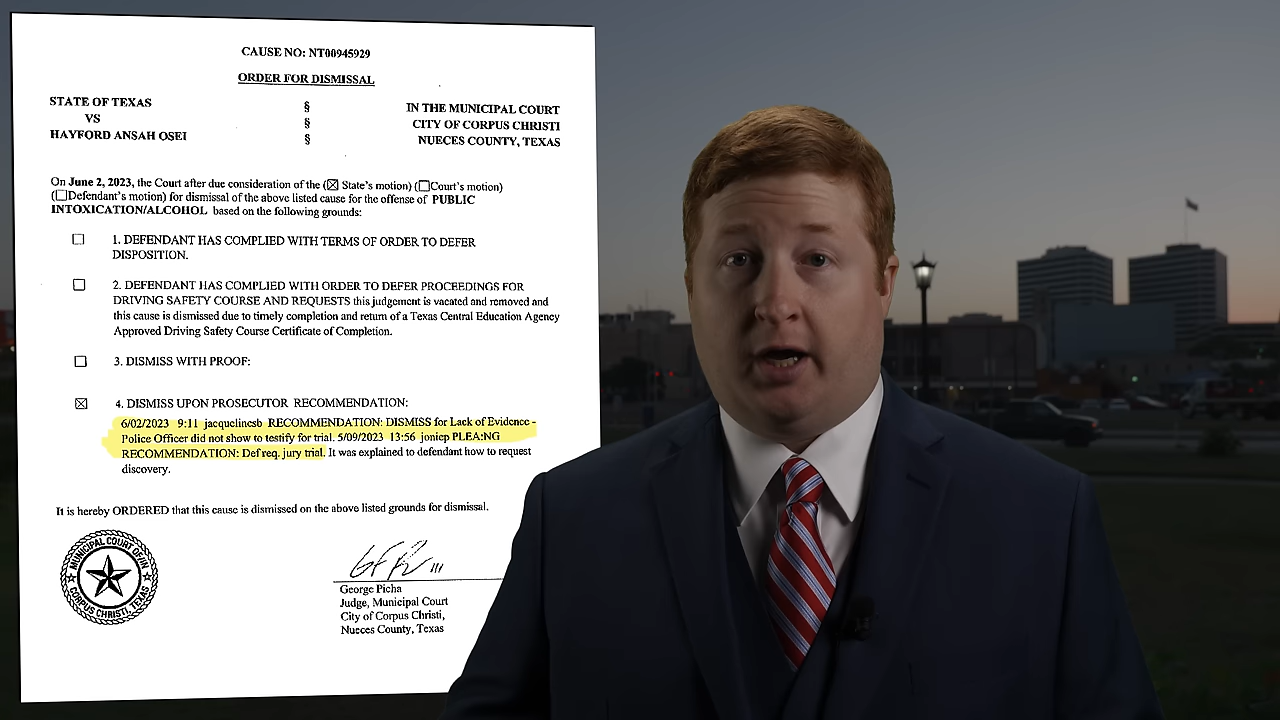 CAUSE NO: NT00945929
ORDER FOR DISMISSAL
STATE OF TEXAS § IN THE MUNICIPAL COURT
VS § CITY OF CORPUS CHRISTI
HAYFORD ANSAH OSEI § NUECES COUNTY, TEXAS
On June 2, 2023, the Court after due consideration of the (☒ State's motion) (☐Court's motion)
(☐Defendant's motion) for dismissal of the above listed cause for the offense of PUBLIC
INTOXICATION/ALCOHOL based on the following grounds:
☐ 1. DEFENDANT HAS COMPLIED WITH TERMS OF ORDER TO DEFER
DISPOSITION.
☐ 2. DEFENDANT HAS COMPLIED WITH ORDER TO DEFER PROCEEDINGS FOR
DRIVING SAFETY COURSE AND REQUESTS this judgement is vacated and removed and
this cause is dismissed due to timely completion and return of a Texas Central Education Agency
Approved Driving Safety Course Certificate of Completion.
☐ 3. DISMISS WITH PROOF:
☒ 4. DISMISS UPON PROSECUTOR RECOMMENDATION:
6/02/2023 9:11 jacquelinesb RECOMMENDATION: DISMISS for Lack of Evidence -
Police Officer did not show to testify for trial. 5/09/2023 13:56 joniep PLEA:NG
RECOMMENDATION: Def req. jury trial. It was explained to defendant how to request
discovery.
It is hereby ORDERED that this cause is dismissed on the above listed grounds for dismissal.
MUNICIPAL COURT OF
CORPUS CHRISTI, TEXAS
George Picha
Judge, Municipal Court
City of Corpus Christi,
Nueces County, Texas